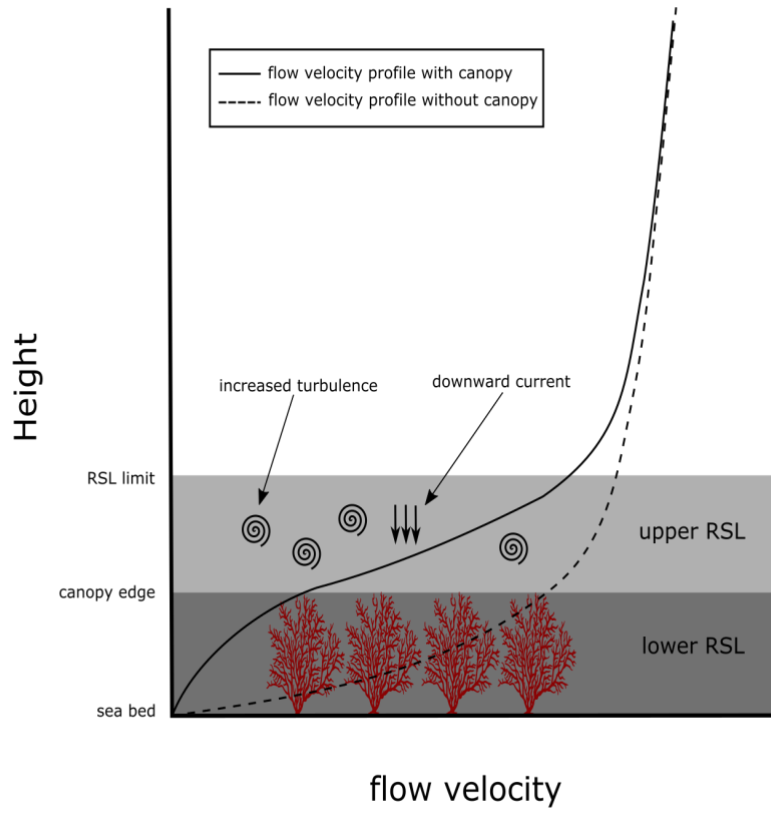 flow velocity profile with canopy
flow velocity profile without canopy
Height
increased turbulence
downward current
RSL limit
upper RSL
canopy edge
lower RSL
sea bed
flow velocity